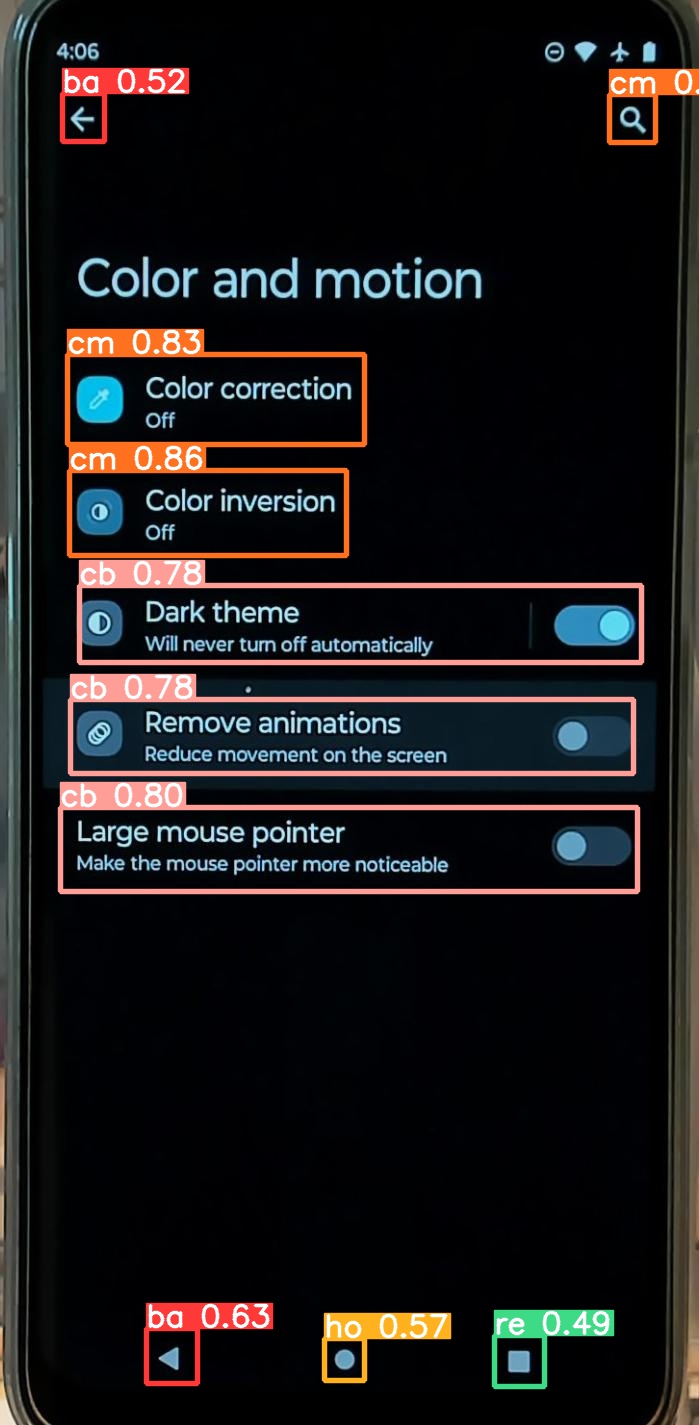 4:06
ba 0.52
cm 0.
Color and motion
cm 0.83
Color correction
Off
cm 0.86
Color inversion
Off
cb 0.78
Dark theme
Will never turn off automatically
cb 0.78
Remove animations
Reduce movement on the screen
cb 0.80
Large mouse pointer
Make the mouse pointer more noticeable
ba 0.63
ho 0.57
re 0.49